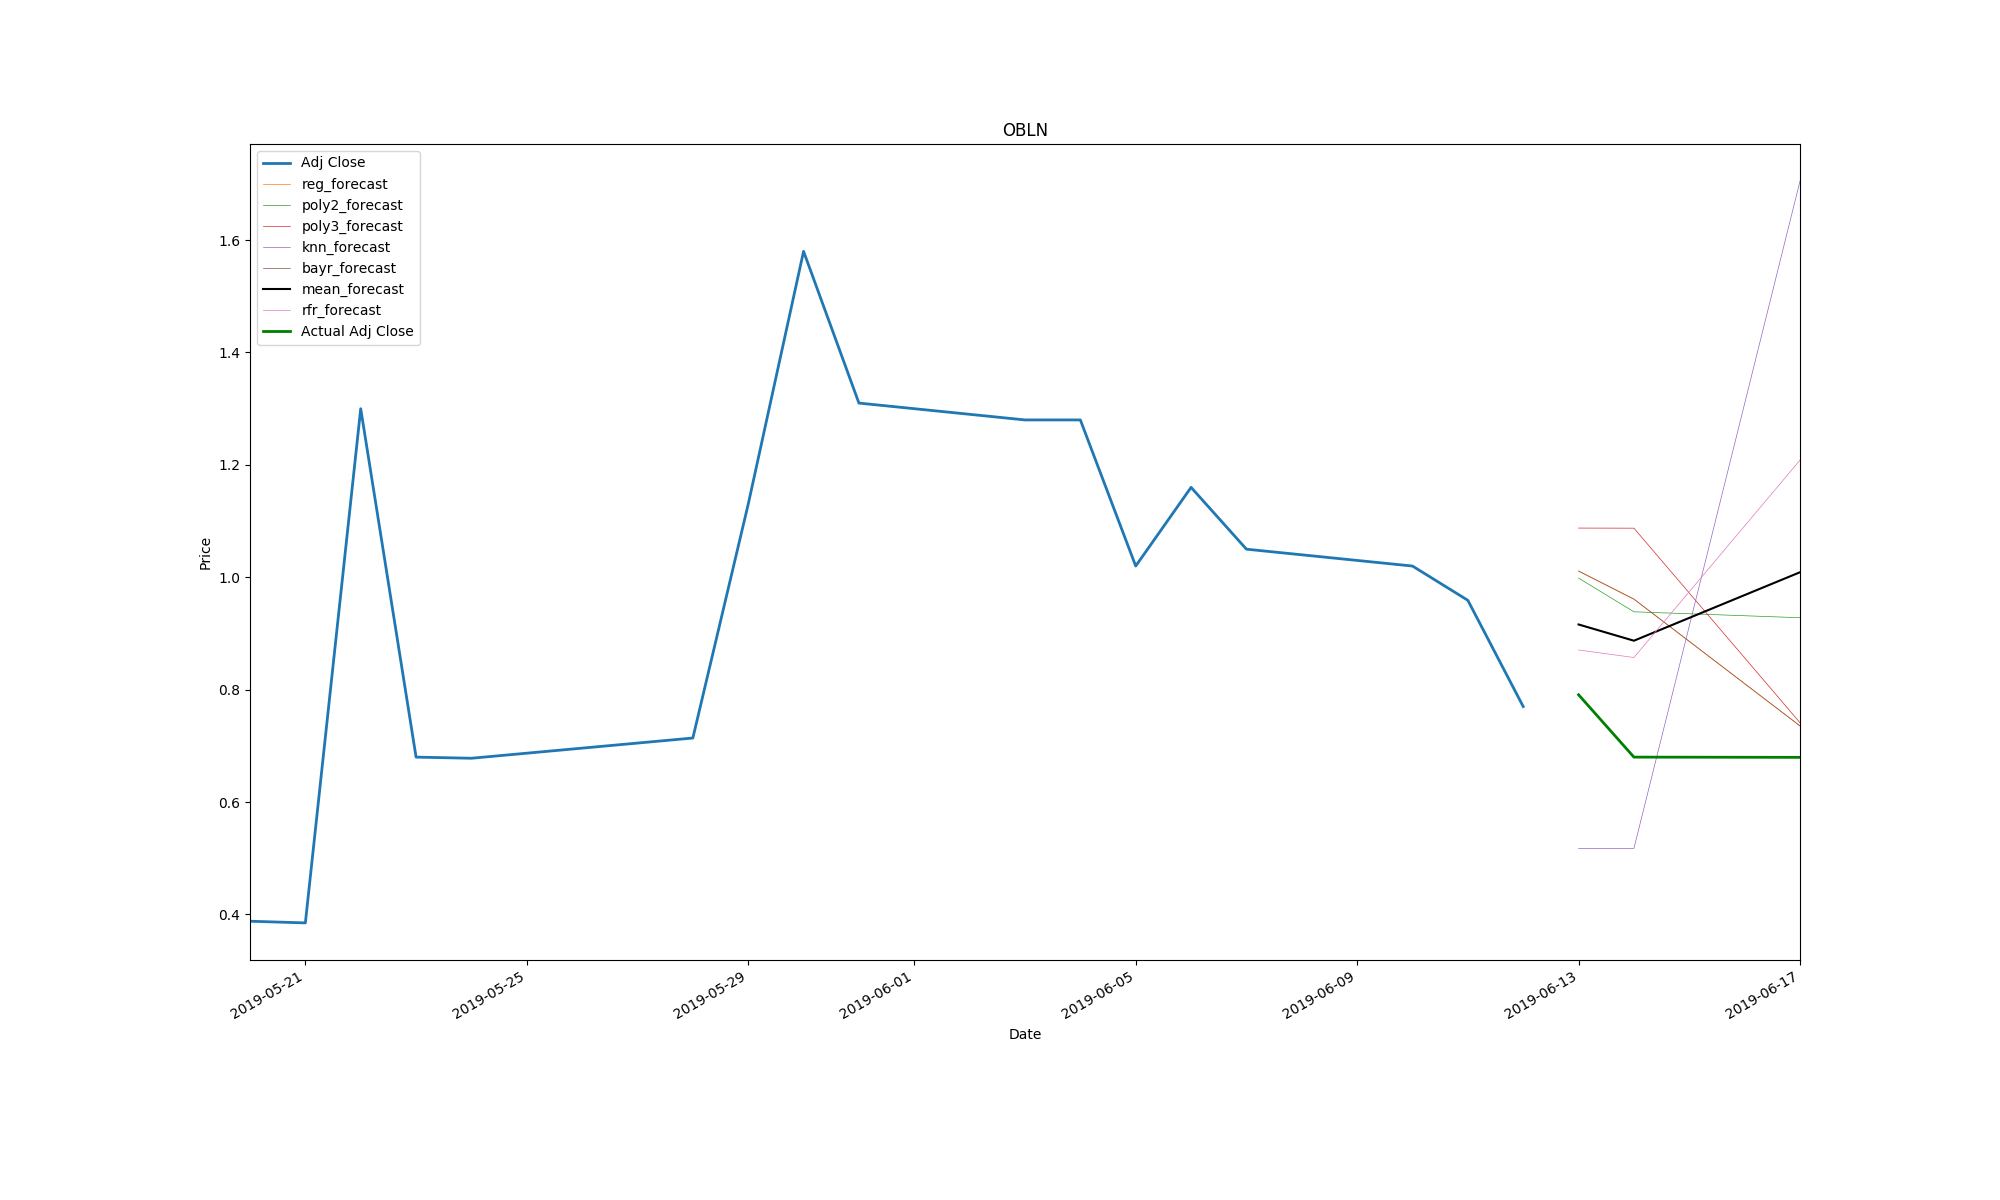 OBLN
Adj Close
reg_forecast
poly2_forecast
poly3_forecast
knn_forecast
bayr_forecast
mean_forecast
rfr_forecast
Actual Adj Close
Price
1.6
1.4
1.2
1.0
0.8
0.6
0.4
2019-05-21
2019-05-25
2019-05-29
2019-06-01
2019-06-05
2019-06-09
2019-06-13
2019-06-17
Date